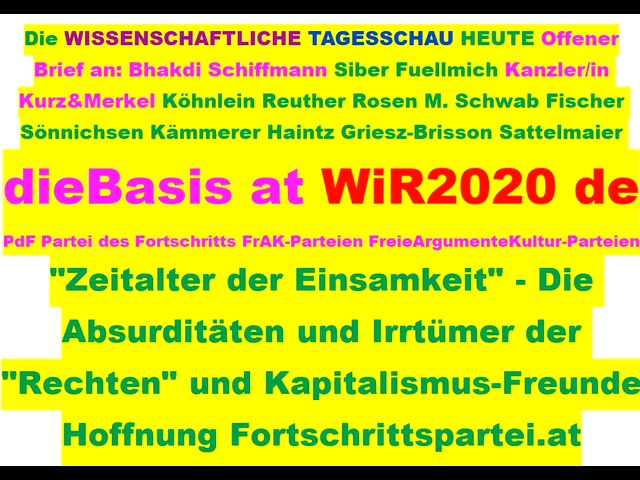 Die WISSENSCHAFTLICHE TAGESSCHAU HEUTE Offener
Brief an: Bhakdi Schiffmann Siber Fuellmich Kanzler/in
Kurz&Merkel Köhnlein Reuther Rosen M. Schwab Fischer
Sönnichsen Kämmerer Haintz Griesz-Brisson Sattelmaier
dieBasis at WiR2020 de
PdF Partei des Fortschritts FrAK-Parteien FreieArgumenteKultur-Parteien
"Zeitalter der Einsamkeit" - Die
Absurditäten und Irrtümer der
"Rechten" und Kapitalismus-Freunde
Hoffnung Fortschrittspartei.at